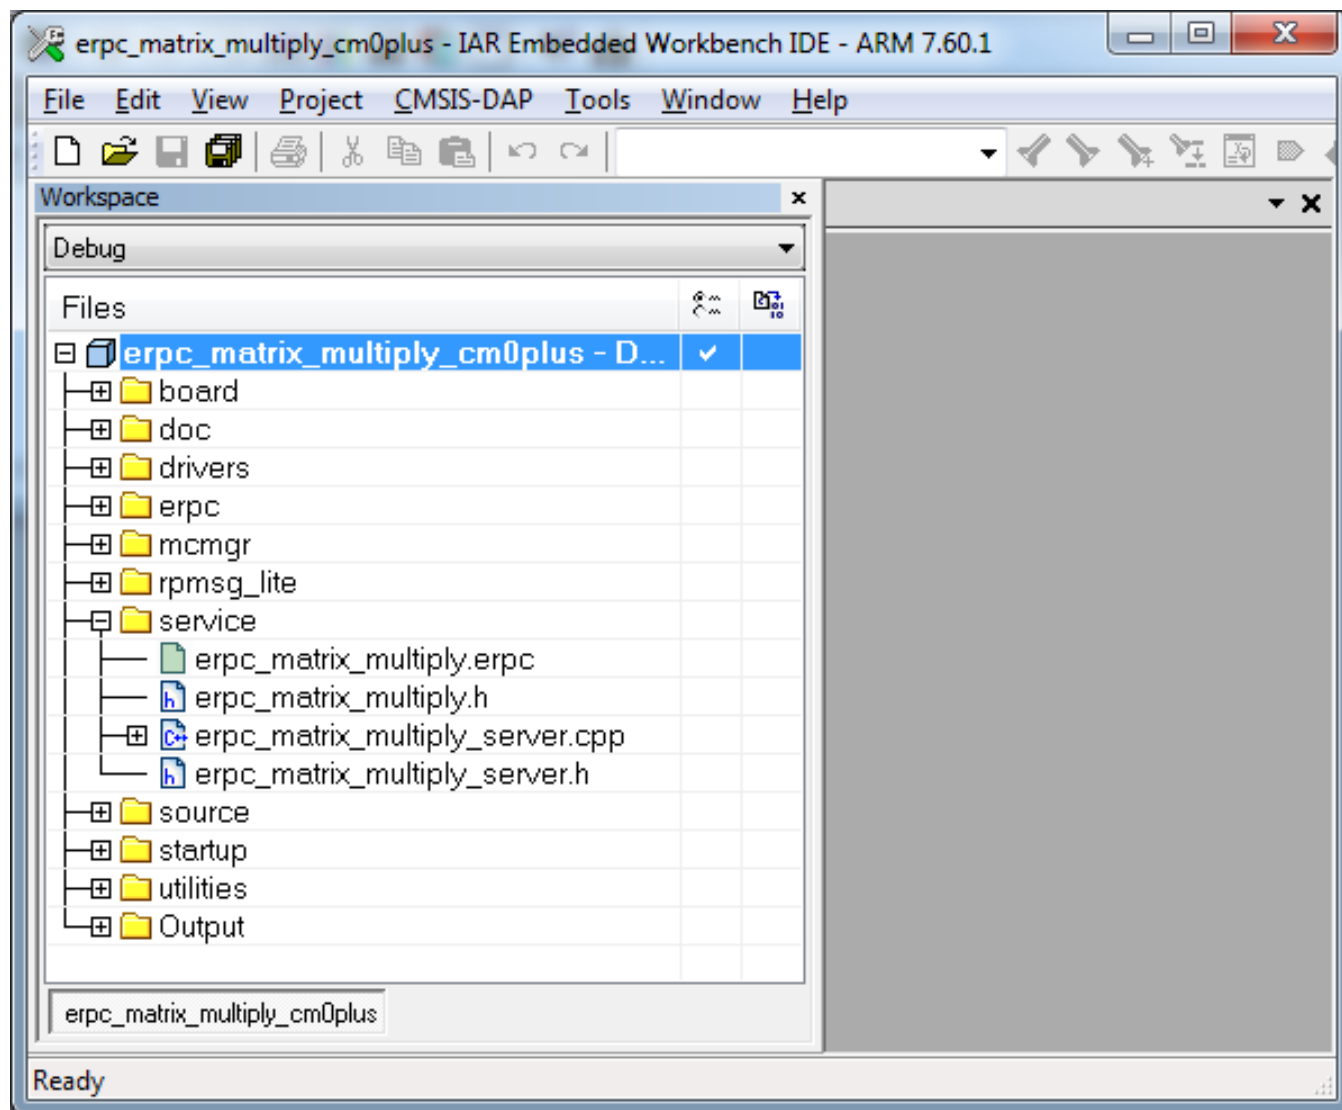 erpc_matrix_multiply_cm0plus - IAR Embedded Workbench IDE - ARM 7.60.1
File Edit View Project CMSIS-DAP Tools Window Help
Workspace
Debug
Files
erpc_matrix_multiply_cm0plus - D...
board
doc
drivers
erpc
mcmgr
rpmsg_lite
service
erpc_matrix_multiply.erpc
erpc_matrix_multiply.h
erpc_matrix_multiply_server.cpp
erpc_matrix_multiply_server.h
source
startup
utilities
Output
erpc_matrix_multiply_cm0plus
Ready